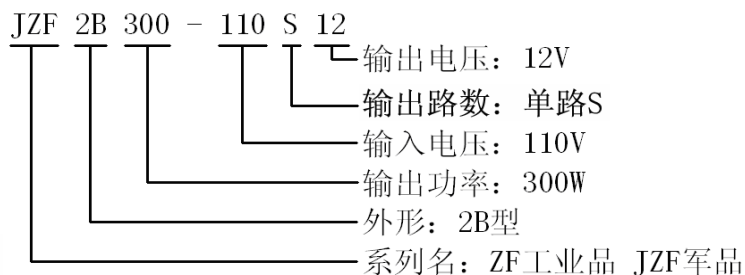 JZF 2B 300 - 110 S 12
输出电压：12V
输出路数：单路S
输入电压：110V
输出功率：300W
外形：2B型
系列名：ZF工业品 JZF军品